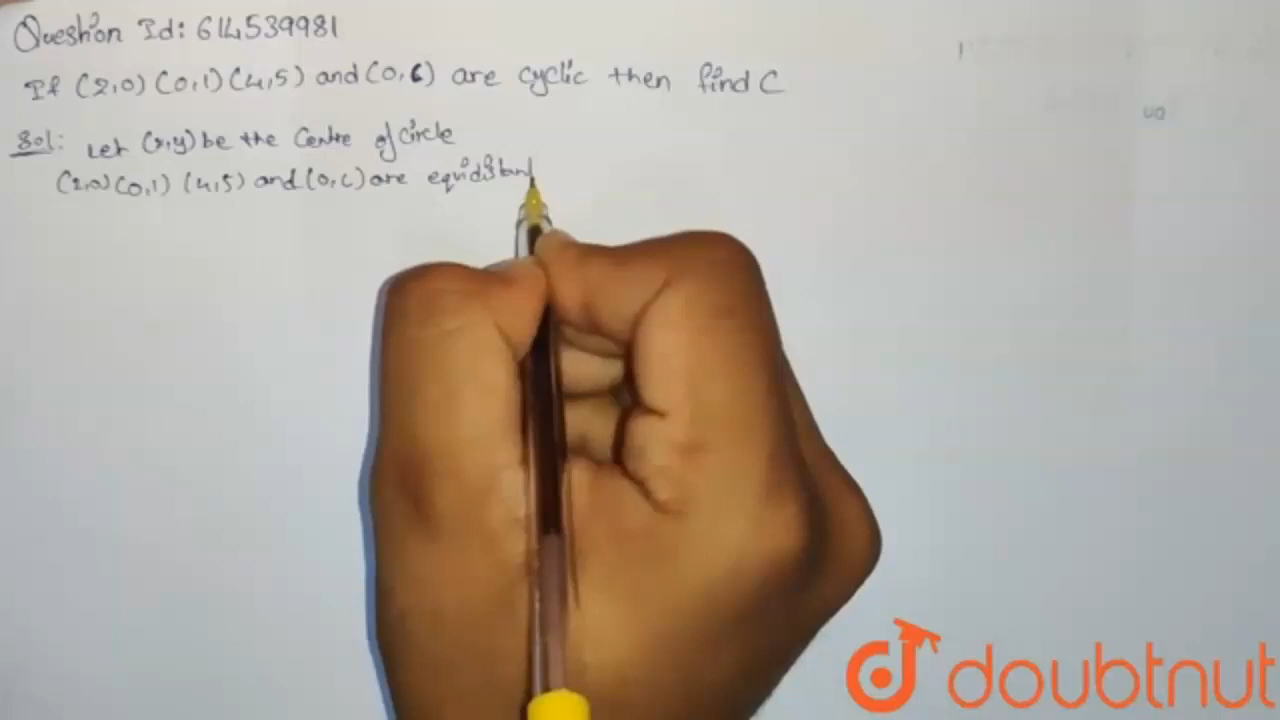 Question Id: 614539981
If (2,0) (0,1) (4,5) and (0,c) are cyclic then find C
Sol: Let (x,y) be the Centre of Circle
(2,0) (0,1) (4,5) and (0,c) are equidistant
doubtnut